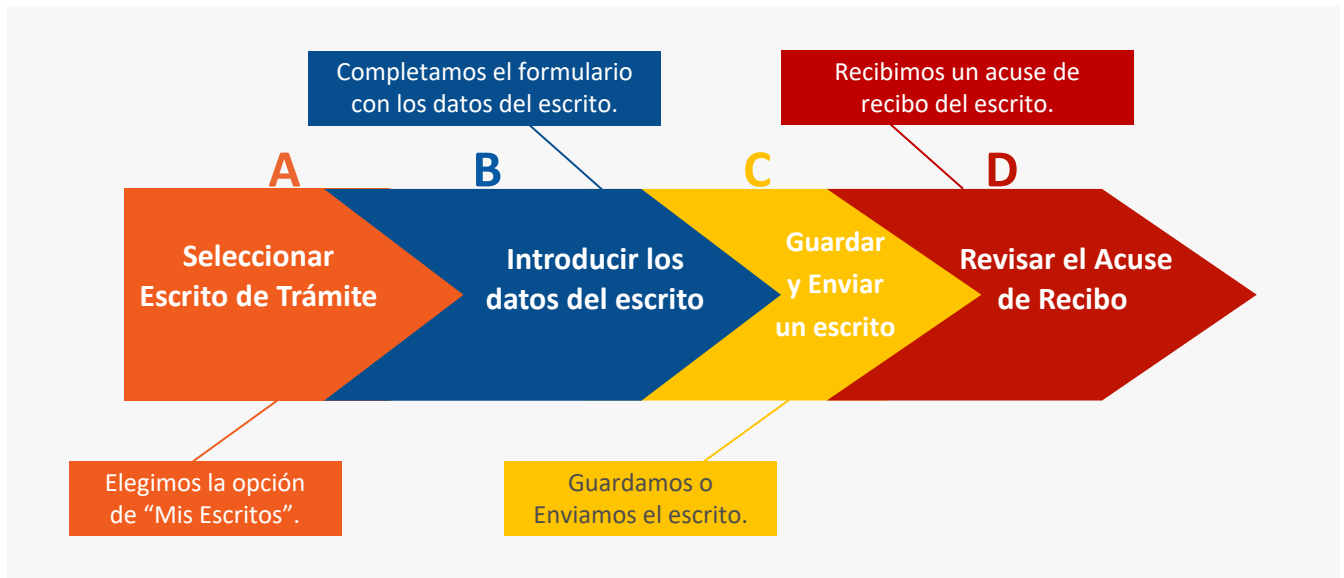 Completamos el formulario
con los datos del escrito.
Recibimos un acuse de
recibo del escrito.
A
B
C
D
Seleccionar
Escrito de Trámite
Introducir los
datos del escrito
Guardar
y Enviar
un escrito
Revisar el Acuse
de Recibo
Elegimos la opción
de “Mis Escritos”.
Guardamos o
Enviamos el escrito.